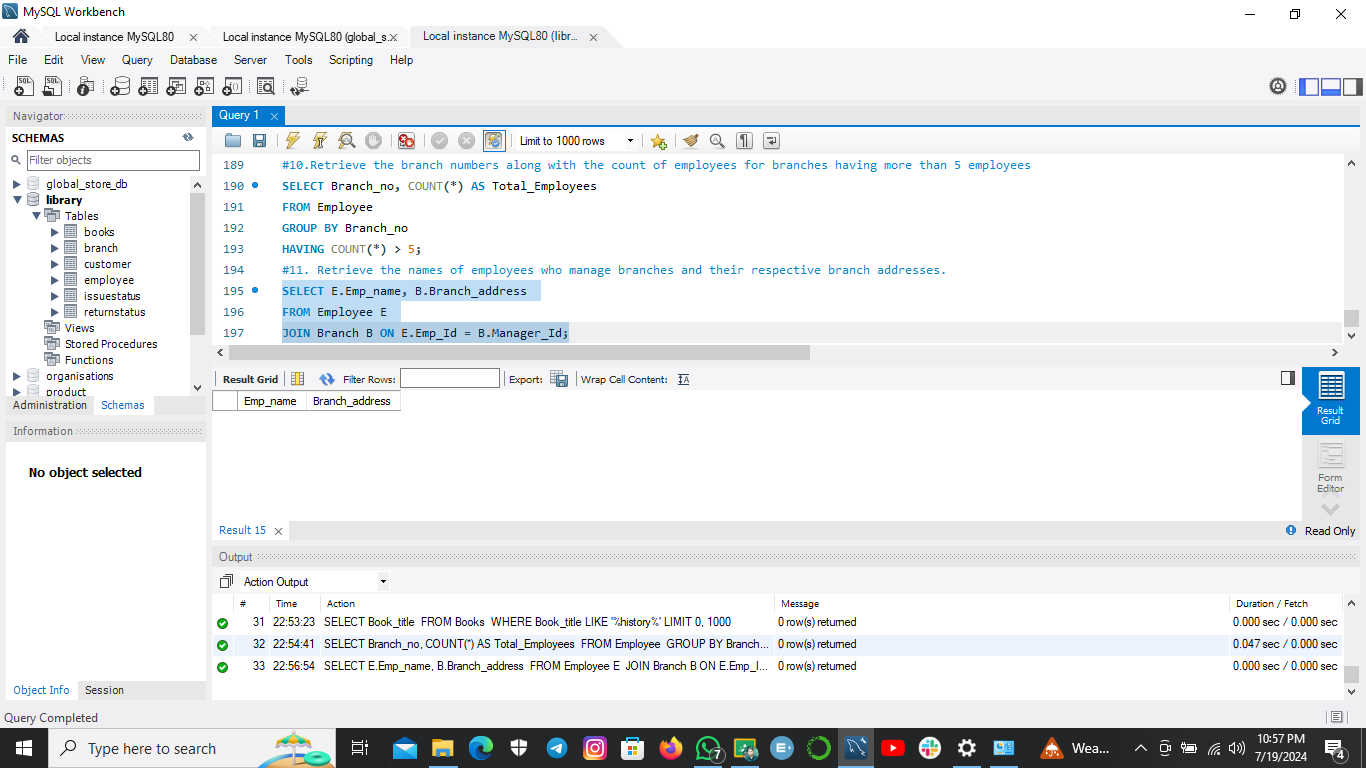 MySQL Workbench
Local instance MySQL80
Local instance MySQL80 (global_s...
Local instance MySQL80 (libr...
File Edit View Query Database Server Tools Scripting Help
Navigator
SCHEMAS
Filter objects
global_store_db
library
Tables
books
branch
customer
employee
issuestatus
returnstatus
Views
Stored Procedures
Functions
organisations
product
Administration Schemas
Information
No object selected
Object Info Session
Query 1
Limit to 1000 rows
189 #10.Retrieve the branch numbers along with the count of employees for branches having more than 5 employees
190 SELECT Branch_no, COUNT(*) AS Total_Employees
191 FROM Employee
192 GROUP BY Branch_no
193 HAVING COUNT(*) > 5;
194 #11. Retrieve the names of employees who manage branches and their respective branch addresses.
195 SELECT E.Emp_name, B.Branch_address
196 FROM Employee E
197 JOIN Branch B ON E.Emp_Id = B.Manager_Id;
Result Grid Filter Rows: Export: Wrap Cell Content:
Emp_name Branch_address
Result Grid
Form Editor
Result 15
Read Only
Output
Action Output
# Time Action Message Duration / Fetch
31 22:53:23 SELECT Book_title FROM Books WHERE Book_title LIKE '%history%' LIMIT 0, 1000 0 row(s) returned 0.000 sec / 0.000 sec
32 22:54:41 SELECT Branch_no, COUNT(*) AS Total_Employees FROM Employee GROUP BY Branch... 0 row(s) returned 0.047 sec / 0.000 sec
33 22:56:54 SELECT E.Emp_name, B.Branch_address FROM Employee E JOIN Branch B ON E.Emp_I... 0 row(s) returned 0.000 sec / 0.000 sec
Query Completed
Type here to search
7
Wea...
10:57 PM
7/19/2024
4